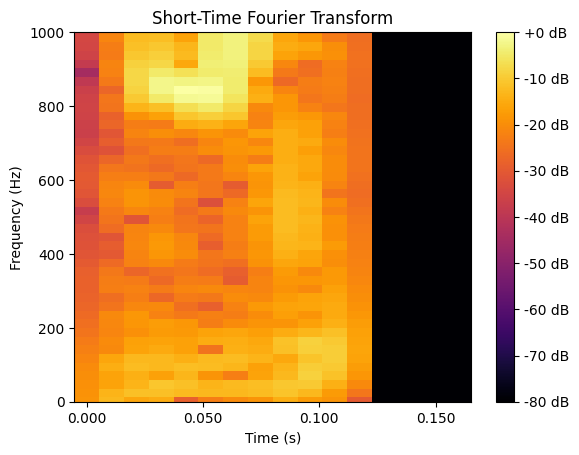 Short-Time Fourier Transform
1000
800
600
400
200
0
Frequency (Hz)
0.000
0.050
0.100
0.150
Time (s)
+0 dB
-10 dB
-20 dB
-30 dB
-40 dB
-50 dB
-60 dB
-70 dB
-80 dB